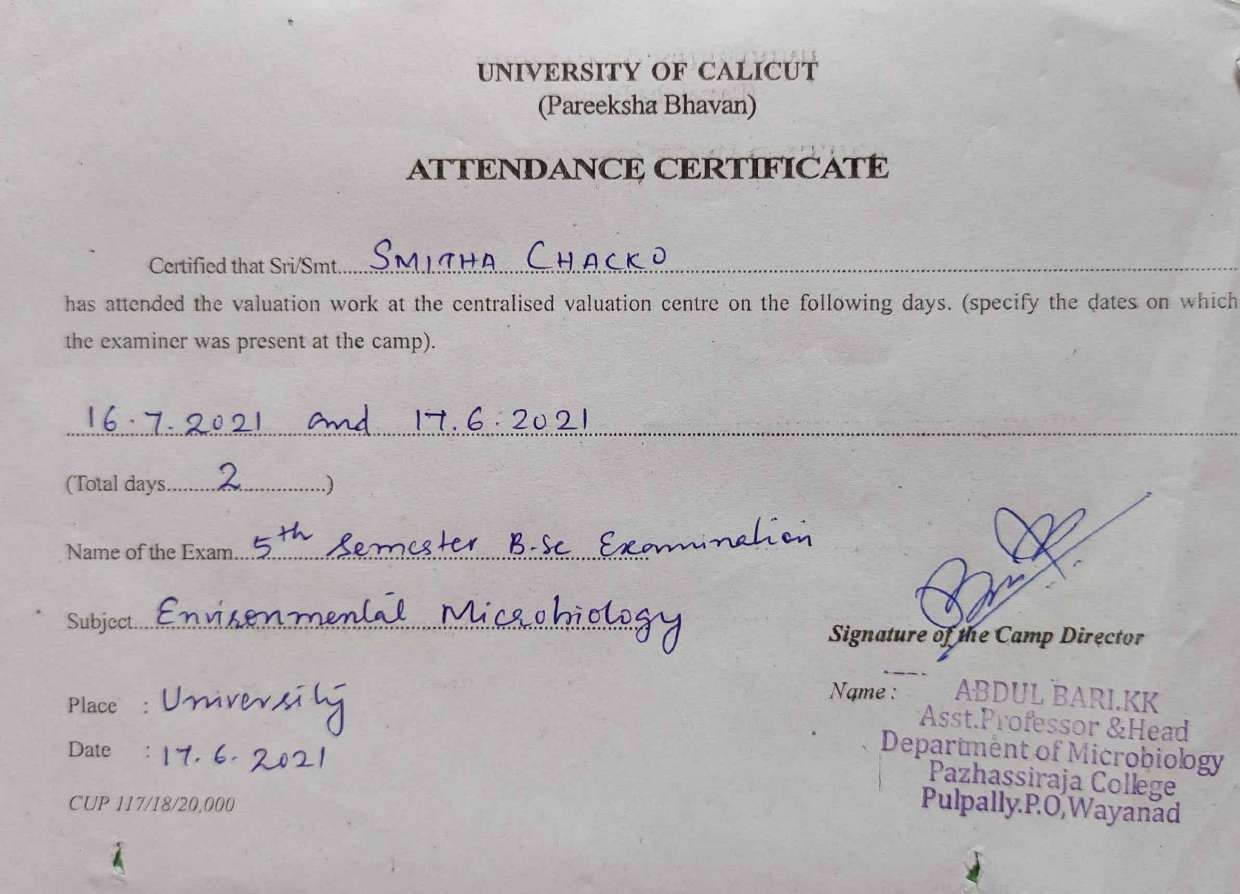 UNIVERSITY OF CALICUT
(Pareeksha Bhavan)
ATTENDANCE CERTIFICATE
Certified that Sri/Smt.....SMITHA CHACKO
has attended the valuation work at the centralised valuation centre on the following days. (specify the dates on which
the examiner was present at the camp).
16.7.2021 and 17.6.2021
(Total days........2..............)
Name of the Exam...5th Semester B.Sc Examination
Subject...Environmental Microbiology
Signature of the Camp Director
Place : University
Name : ABDUL BARI.KK
Asst.Professor &Head
Date : 17.6.2021
Department of Microbiology
Pazhassiraja College
CUP 117/18/20,000
Pulpally.P.O,Wayanad